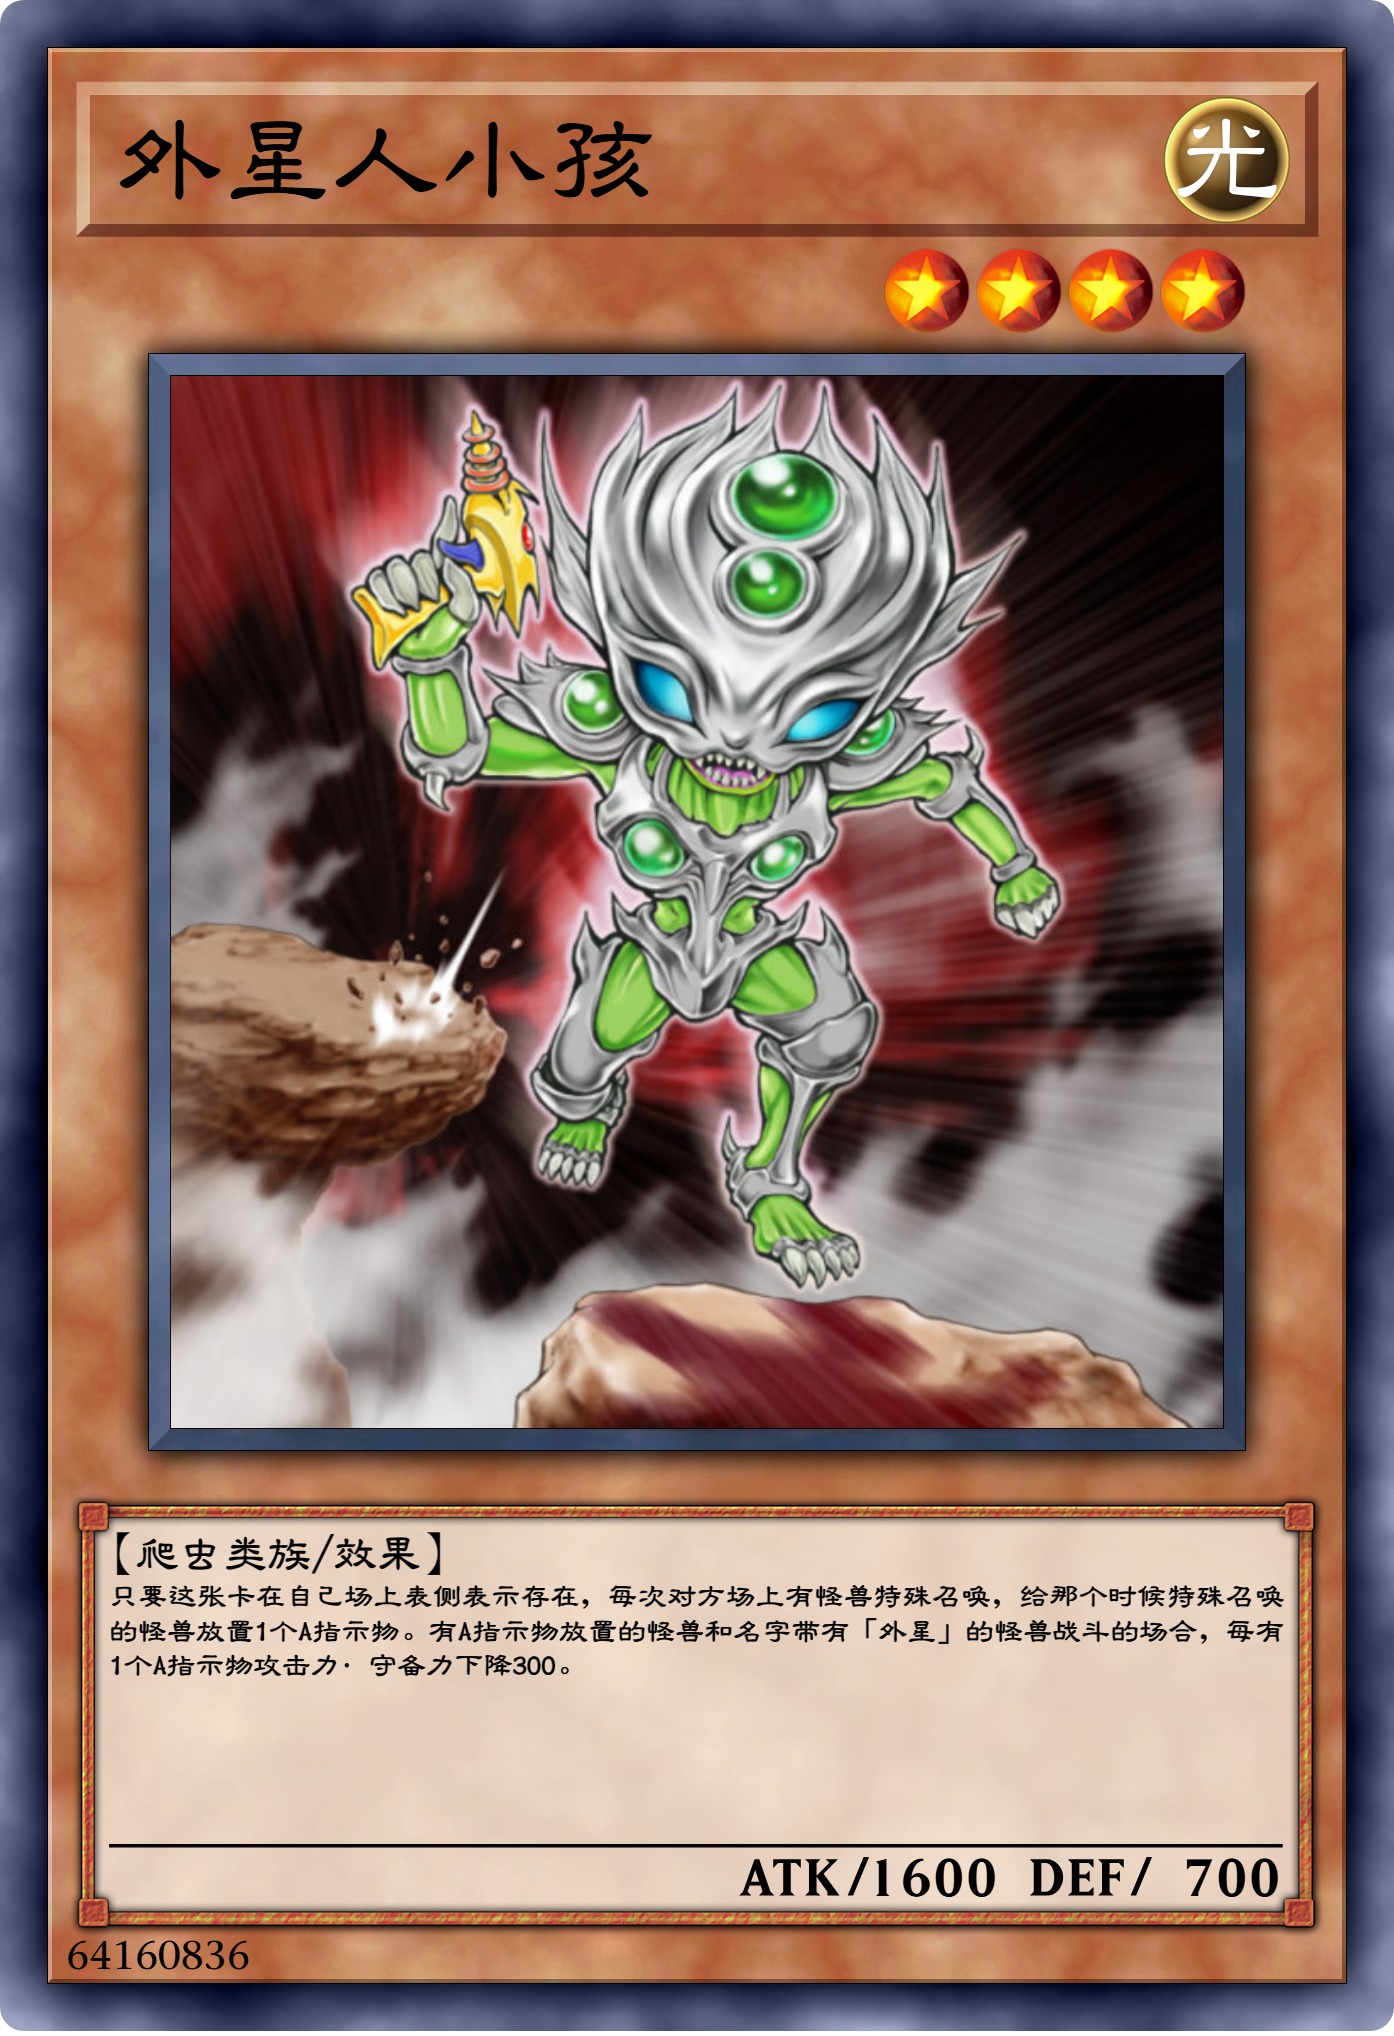 外星人小孩
光
【爬虫类族/效果】
只要这张卡在自己场上表侧表示存在，每次对方场上有怪兽特殊召唤，给那个时候特殊召唤
的怪兽放置1个A指示物。有A指示物放置的怪兽和名字带有「外星」的怪兽战斗的场合，每有
1个A指示物攻击力·守备力下降300。
ATK/1600 DEF/ 700
64160836